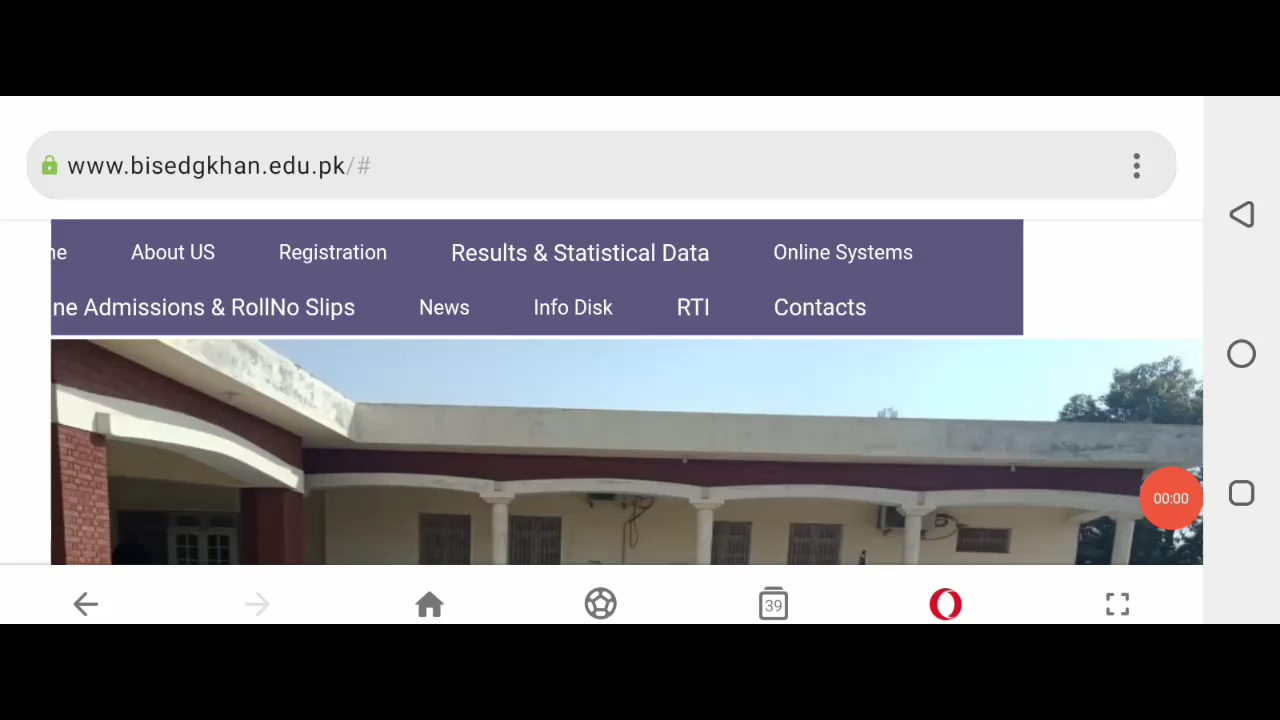 www.bisedgkhan.edu.pk/#
ne About US Registration Results & Statistical Data Online Systems
ne Admissions & RollNo Slips News Info Disk RTI Contacts
00:00
39